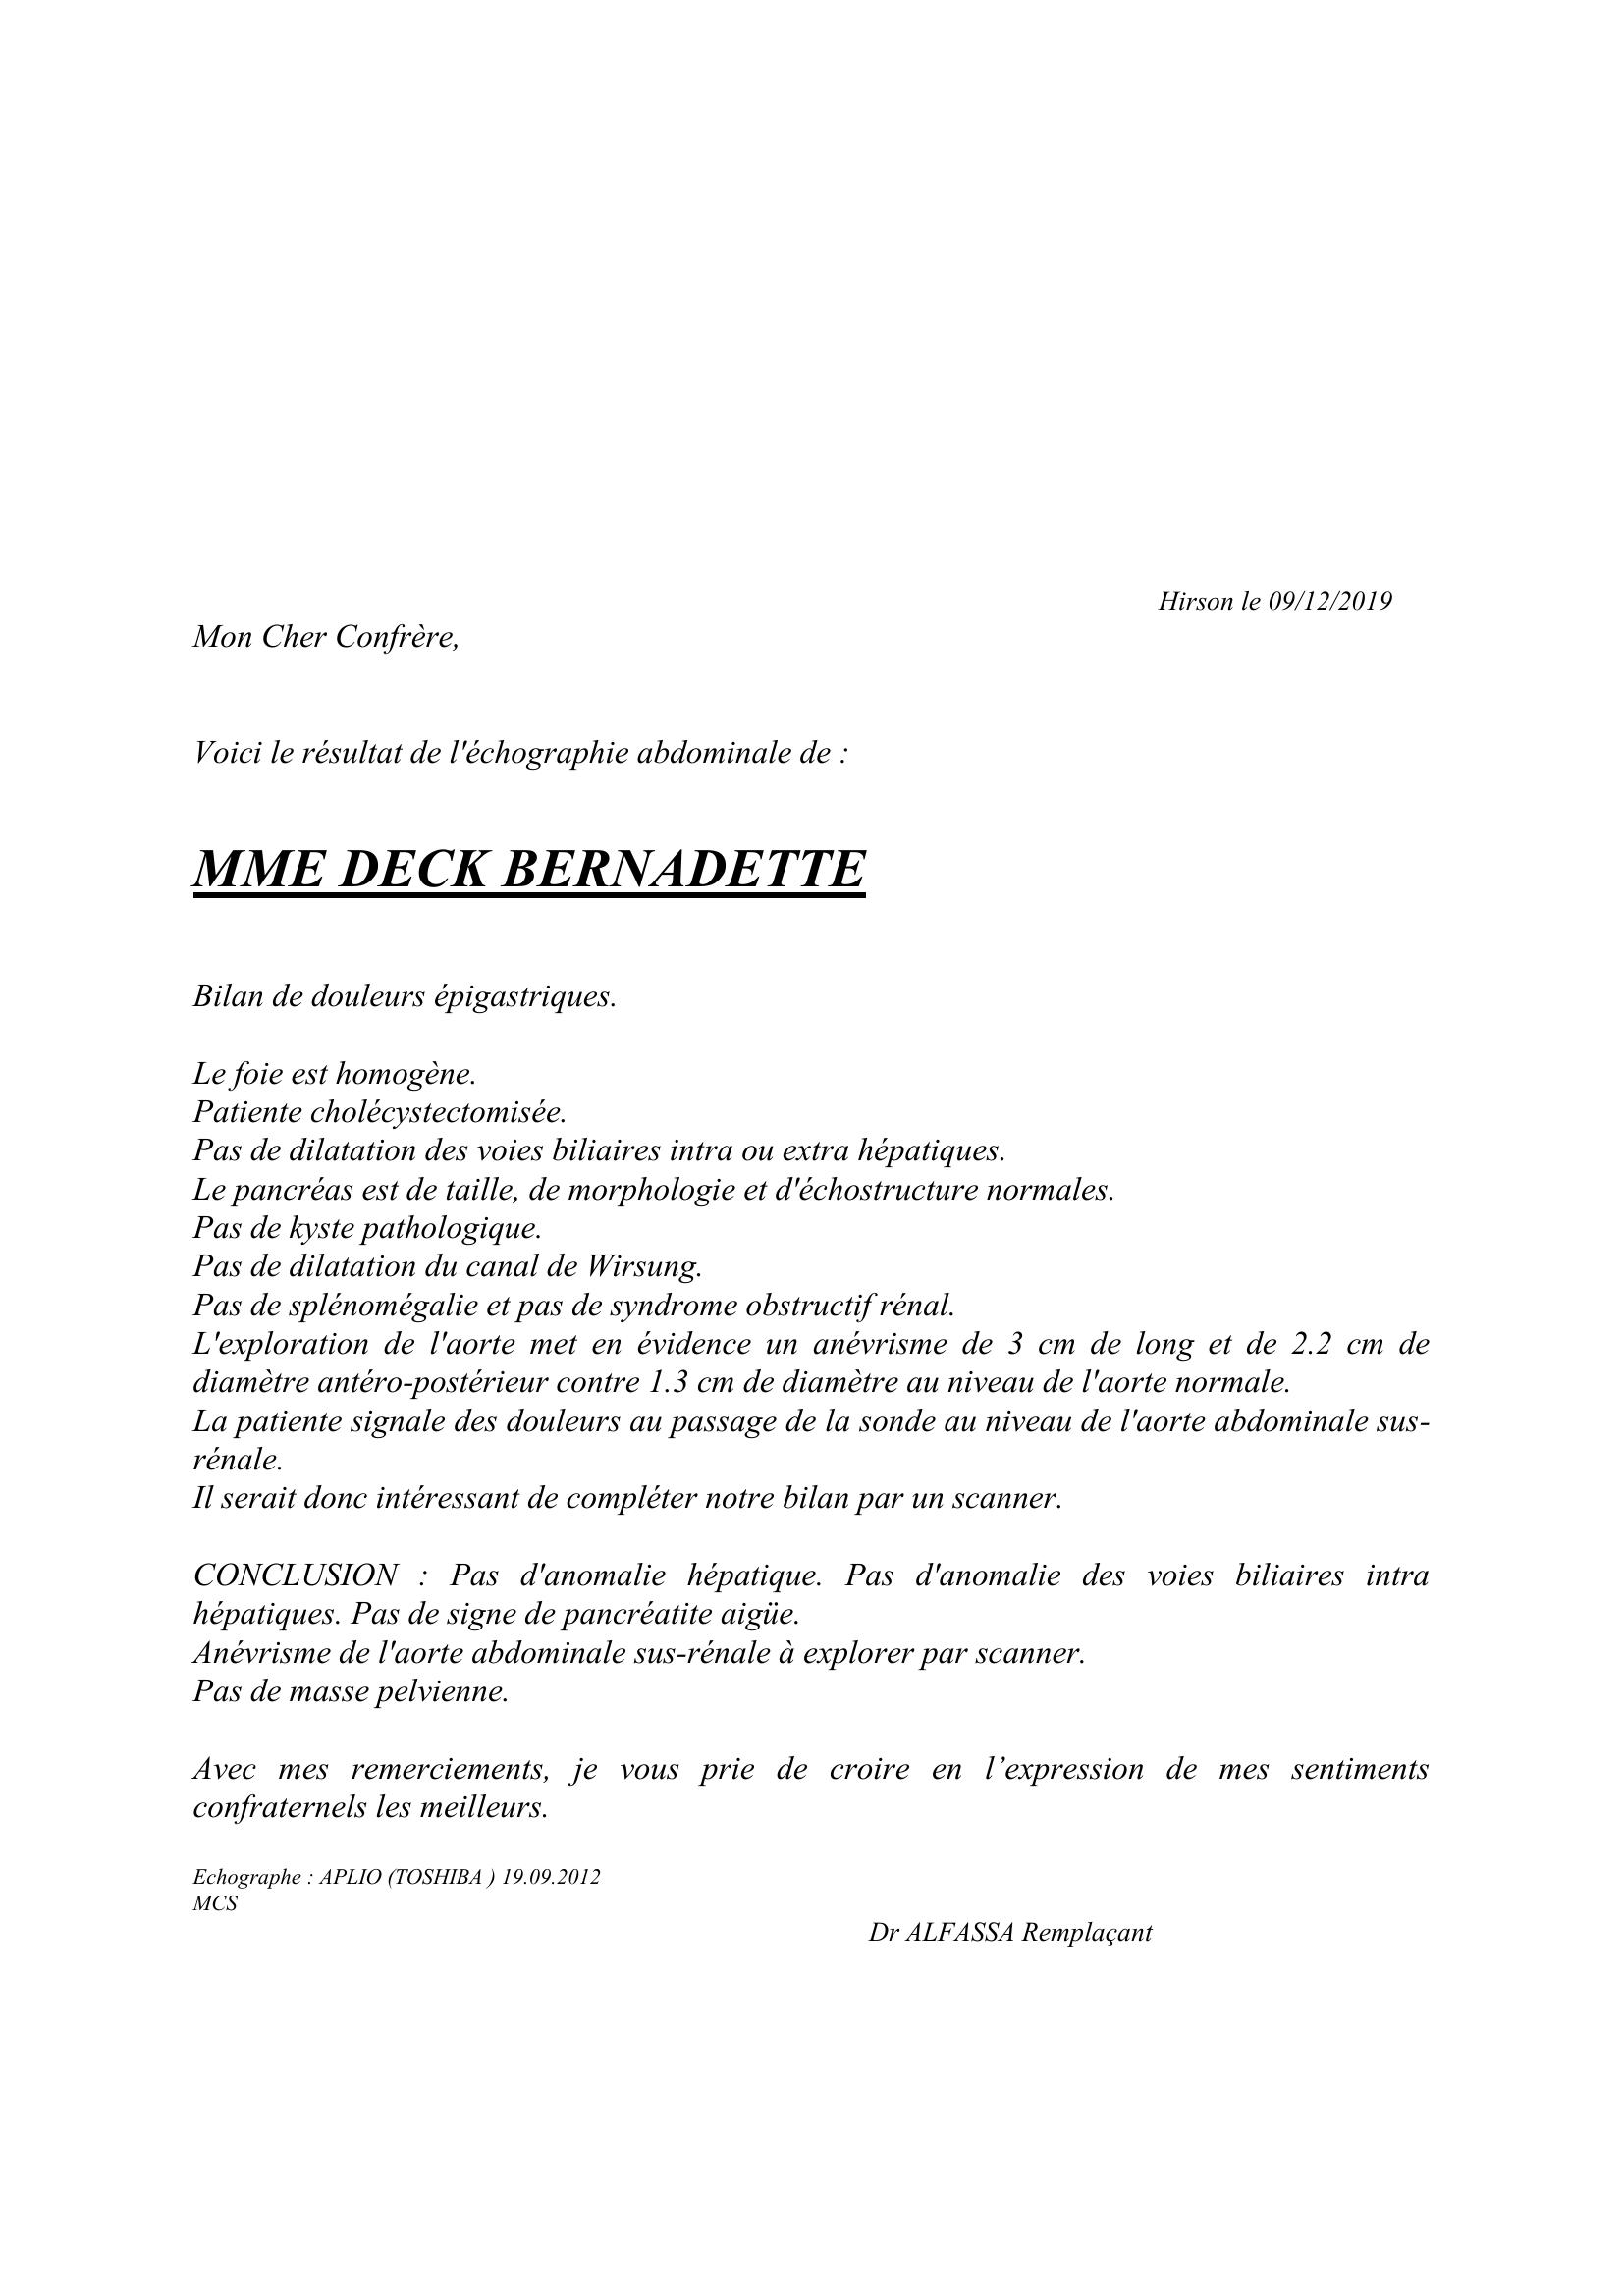 Hirson le 09/12/2019
Mon Cher Confrère,
Voici le résultat de l'échographie abdominale de :
MME DECK BERNADETTE
Bilan de douleurs épigastriques.
Le foie est homogène.
Patiente cholécystectomisée.
Pas de dilatation des voies biliaires intra ou extra hépatiques.
Le pancréas est de taille, de morphologie et d'échostructure normales.
Pas de kyste pathologique.
Pas de dilatation du canal de Wirsung.
Pas de splénomégalie et pas de syndrome obstructif rénal.
L'exploration de l'aorte met en évidence un anévrisme de 3 cm de long et de 2.2 cm de
diamètre antéro-postérieur contre 1.3 cm de diamètre au niveau de l'aorte normale.
La patiente signale des douleurs au passage de la sonde au niveau de l'aorte abdominale sus-
rénale.
Il serait donc intéressant de compléter notre bilan par un scanner.
CONCLUSION : Pas d'anomalie hépatique. Pas d'anomalie des voies biliaires intra
hépatiques. Pas de signe de pancréatite aigüe.
Anévrisme de l'aorte abdominale sus-rénale à explorer par scanner.
Pas de masse pelvienne.
Avec mes remerciements, je vous prie de croire en l’expression de mes sentiments
confraternels les meilleurs.
Echographe : APLIO (TOSHIBA ) 19.09.2012
MCS
Dr ALFASSA Remplaçant